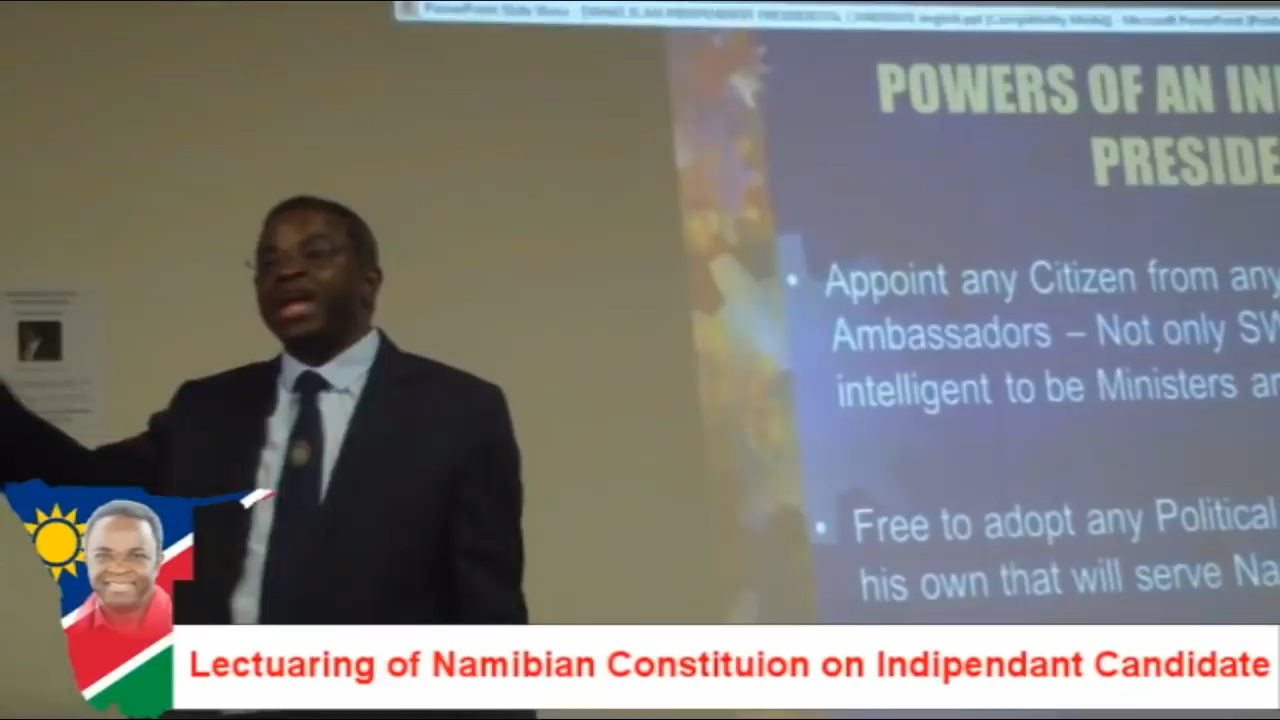 POWERS OF AN IN
PRESIDE
• Appoint any Citizen from any
Ambassadors – Not only SW
intelligent to be Ministers ar
• Free to adopt any Political
his own that will serve Na
Lectuaring of Namibian Constituion on Indipendant Candidate